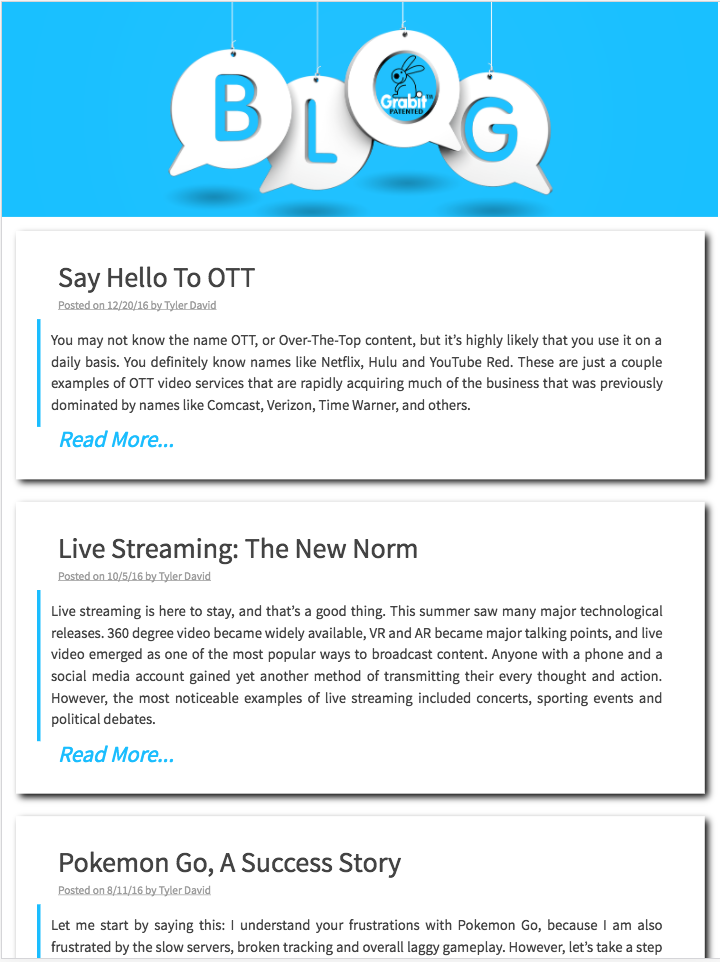 B L G
Grabit™
PATENTED
Say Hello To OTT
Posted on 12/20/16 by Tyler David
You may not know the name OTT, or Over-The-Top content, but it’s highly likely that you use it on a
daily basis. You definitely know names like Netflix, Hulu and YouTube Red. These are just a couple
examples of OTT video services that are rapidly acquiring much of the business that was previously
dominated by names like Comcast, Verizon, Time Warner, and others.
Read More...
Live Streaming: The New Norm
Posted on 10/5/16 by Tyler David
Live streaming is here to stay, and that’s a good thing. This summer saw many major technological
releases. 360 degree video became widely available, VR and AR became major talking points, and live
video emerged as one of the most popular ways to broadcast content. Anyone with a phone and a
social media account gained yet another method of transmitting their every thought and action.
However, the most noticeable examples of live streaming included concerts, sporting events and
political debates.
Read More...
Pokemon Go, A Success Story
Posted on 8/11/16 by Tyler David
Let me start by saying this: I understand your frustrations with Pokemon Go, because I am also
frustrated by the slow servers, broken tracking and overall laggy gameplay. However, let’s take a step